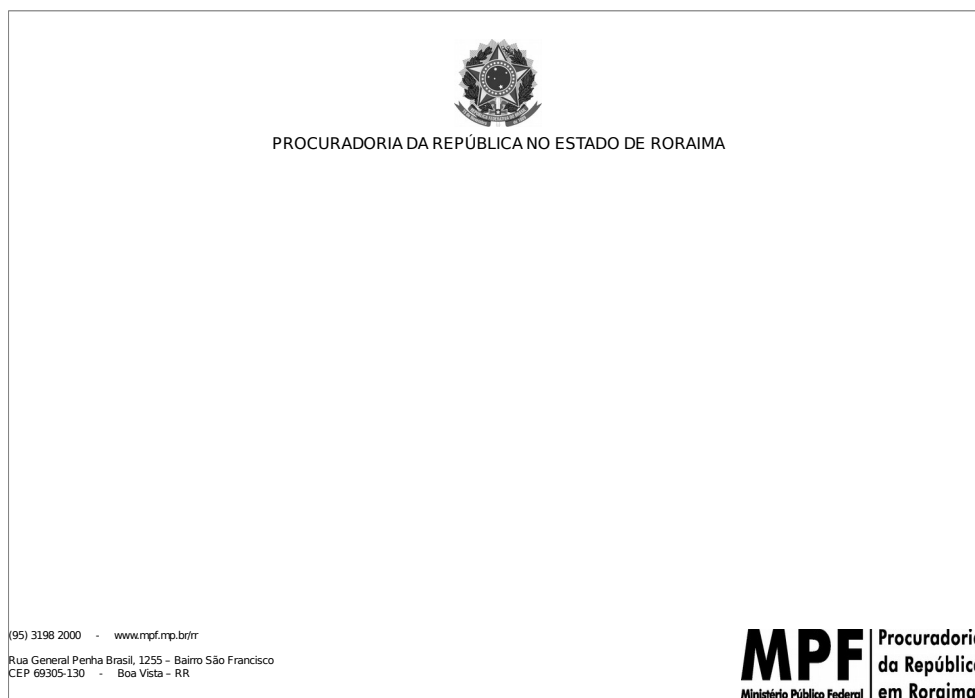 PROCURADORIA DA REPÚBLICA NO ESTADO DE RORAIMA
(95) 3198 2000 - www.mpf.mp.br/rr
Rua General Penha Brasil, 1255 – Bairro São Francisco
CEP 69305-130 - Boa Vista – RR
MPF
Ministério Público Federal
Procuradoria
da República
em Roraima